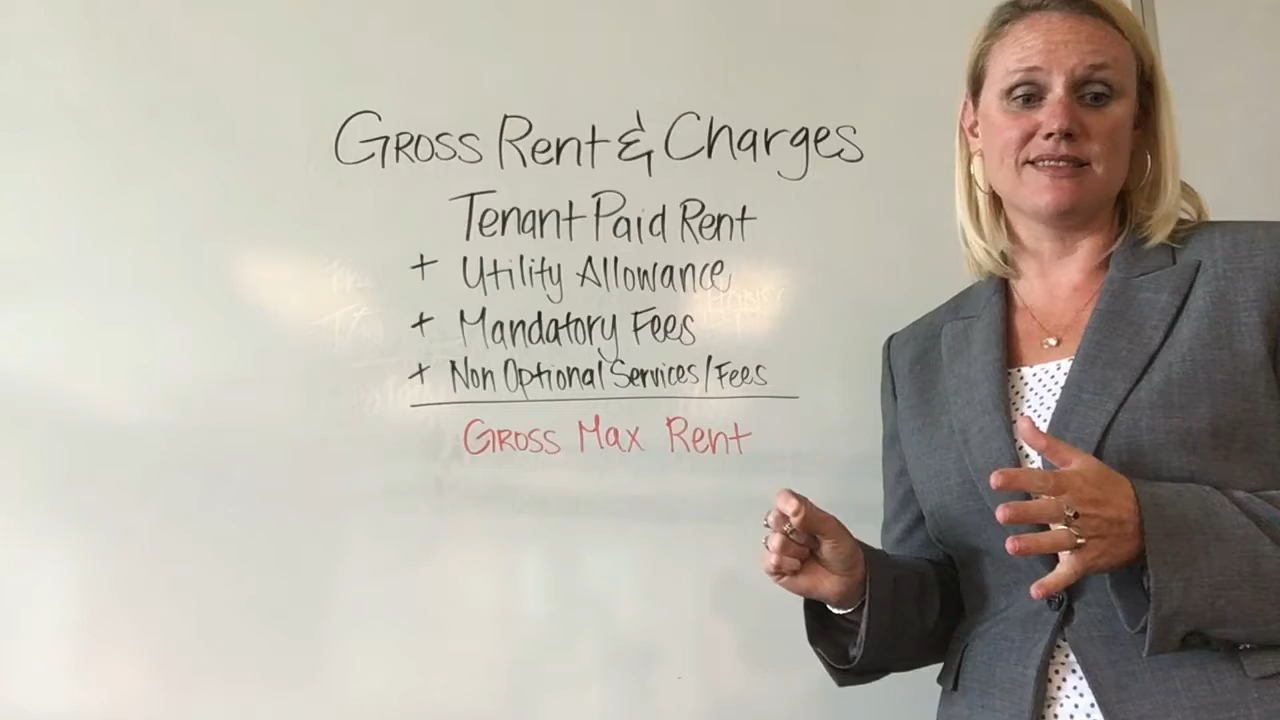 GROSS Rent & Charges
Tenant Paid Rent
+ Utility Allowance
+ Mandatory Fees
+ Non Optional Services/Fees
GROSS Max Rent